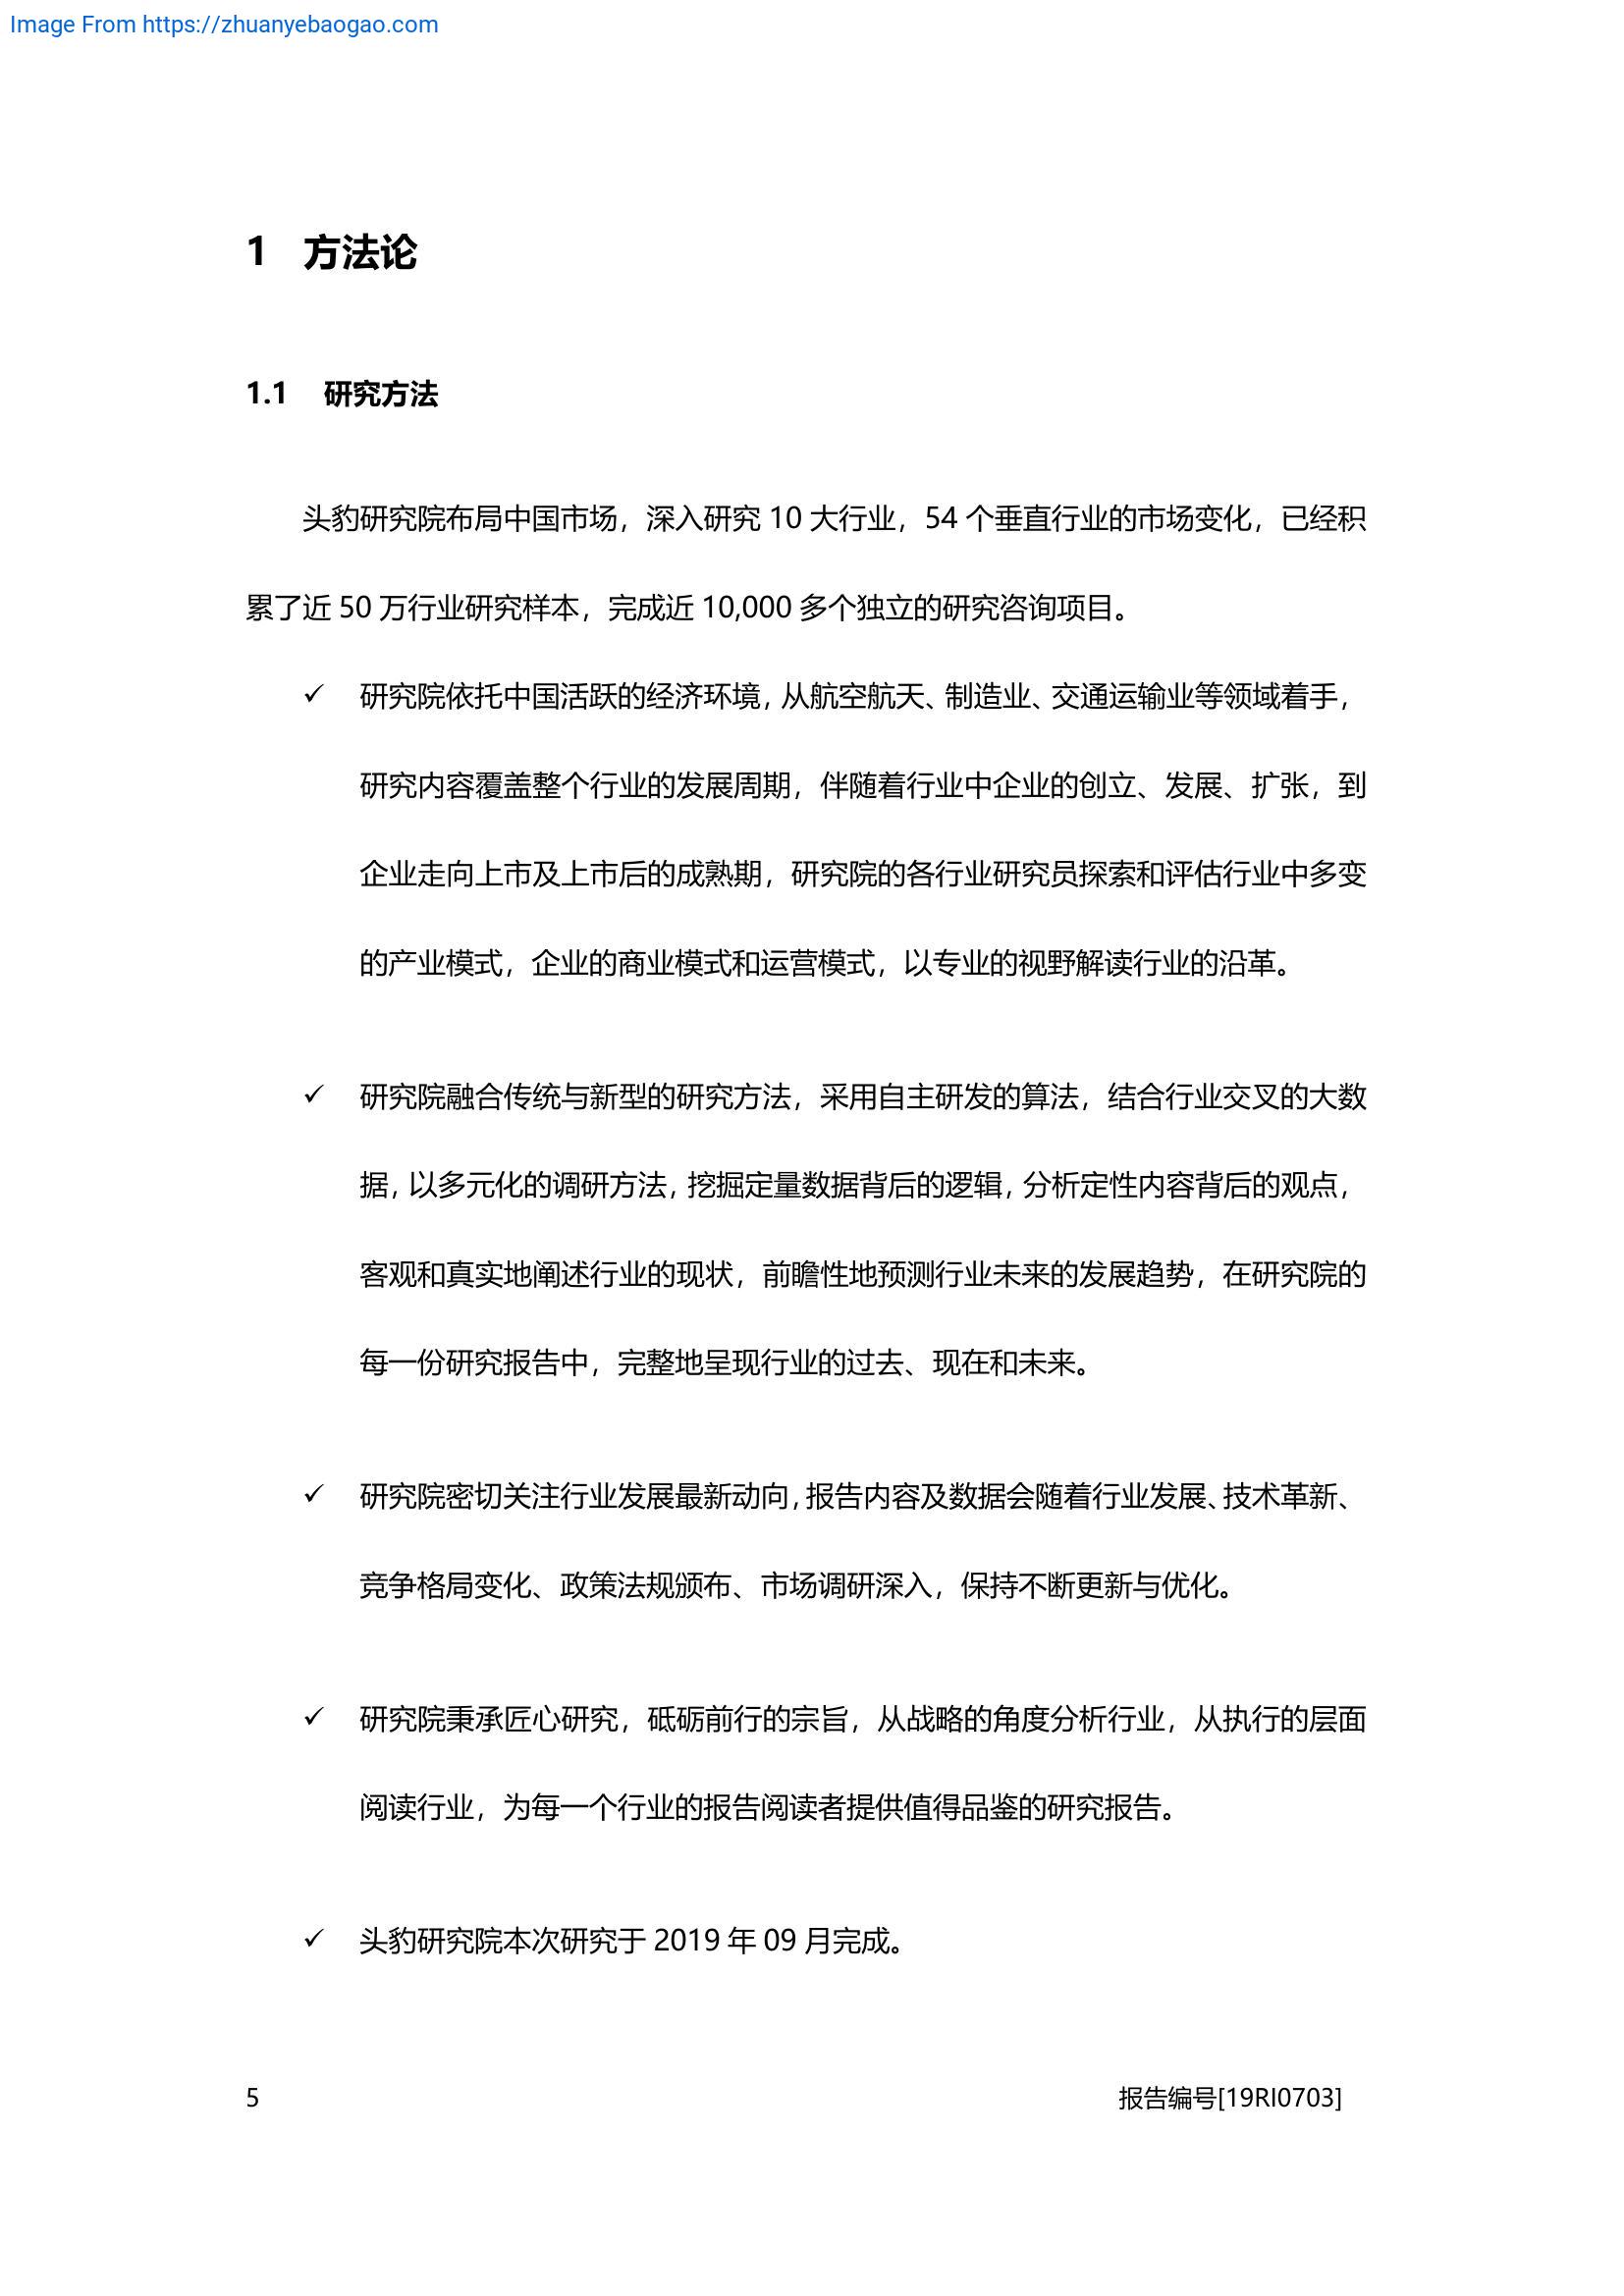 Image From https://zhuanyebaogao.com
1 方法论
1.1 研究方法
头豹研究院布局中国市场，深入研究 10 大行业，54 个垂直行业的市场变化，已经积
累了近 50 万行业研究样本，完成近 10,000 多个独立的研究咨询项目。
✓ 研究院依托中国活跃的经济环境，从航空航天、制造业、交通运输业等领域着手，
研究内容覆盖整个行业的发展周期，伴随着行业中企业的创立、发展、扩张，到
企业走向上市及上市后的成熟期，研究院的各行业研究员探索和评估行业中多变
的产业模式，企业的商业模式和运营模式，以专业的视野解读行业的沿革。
✓ 研究院融合传统与新型的研究方法，采用自主研发的算法，结合行业交叉的大数
据，以多元化的调研方法，挖掘定量数据背后的逻辑，分析定性内容背后的观点，
客观和真实地阐述行业的现状，前瞻性地预测行业未来的发展趋势，在研究院的
每一份研究报告中，完整地呈现行业的过去、现在和未来。
✓ 研究院密切关注行业发展最新动向，报告内容及数据会随着行业发展、技术革新、
竞争格局变化、政策法规颁布、市场调研深入，保持不断更新与优化。
✓ 研究院秉承匠心研究，砥砺前行的宗旨，从战略的角度分析行业，从执行的层面
阅读行业，为每一个行业的报告阅读者提供值得品鉴的研究报告。
✓ 头豹研究院本次研究于 2019 年 09 月完成。
5 报告编号[19RI0703]